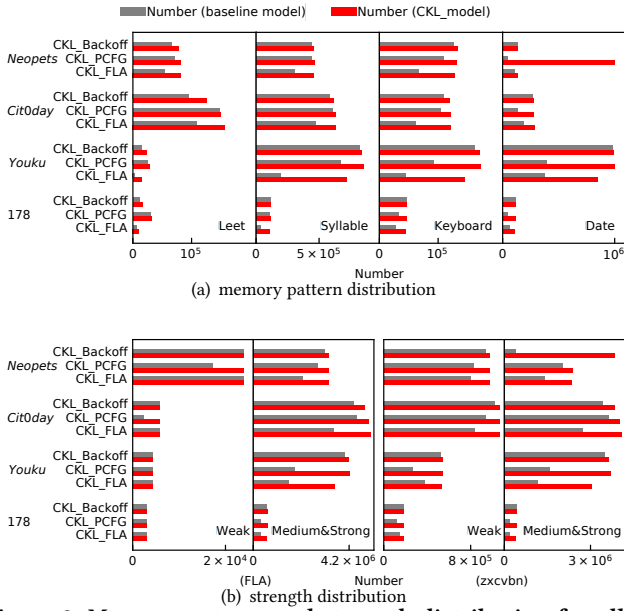 Number (baseline model) Number (CKL_model)
Neopets CKL_Backoff
CKL_PCFG
CKL_FLA
Cit0day CKL_Backoff
CKL_PCFG
CKL_FLA
Youku CKL_Backoff
CKL_PCFG
CKL_FLA
178 CKL_Backoff
CKL_PCFG
CKL_FLA
Leet Syllable Keyboard Date
0 10^5 0 5 × 10^5 0 10^5 0 10^6
Number
(a) memory pattern distribution
Neopets CKL_Backoff
CKL_PCFG
CKL_FLA
Cit0day CKL_Backoff
CKL_PCFG
CKL_FLA
Youku CKL_Backoff
CKL_PCFG
CKL_FLA
178 CKL_Backoff
CKL_PCFG
CKL_FLA
Weak Medium&Strong Weak Medium&Strong
0 2 × 10^4 0 4.2 × 10^6 0 8 × 10^5 0 3 × 10^6
(FLA) Number (zxcvbn)
(b) strength distribution